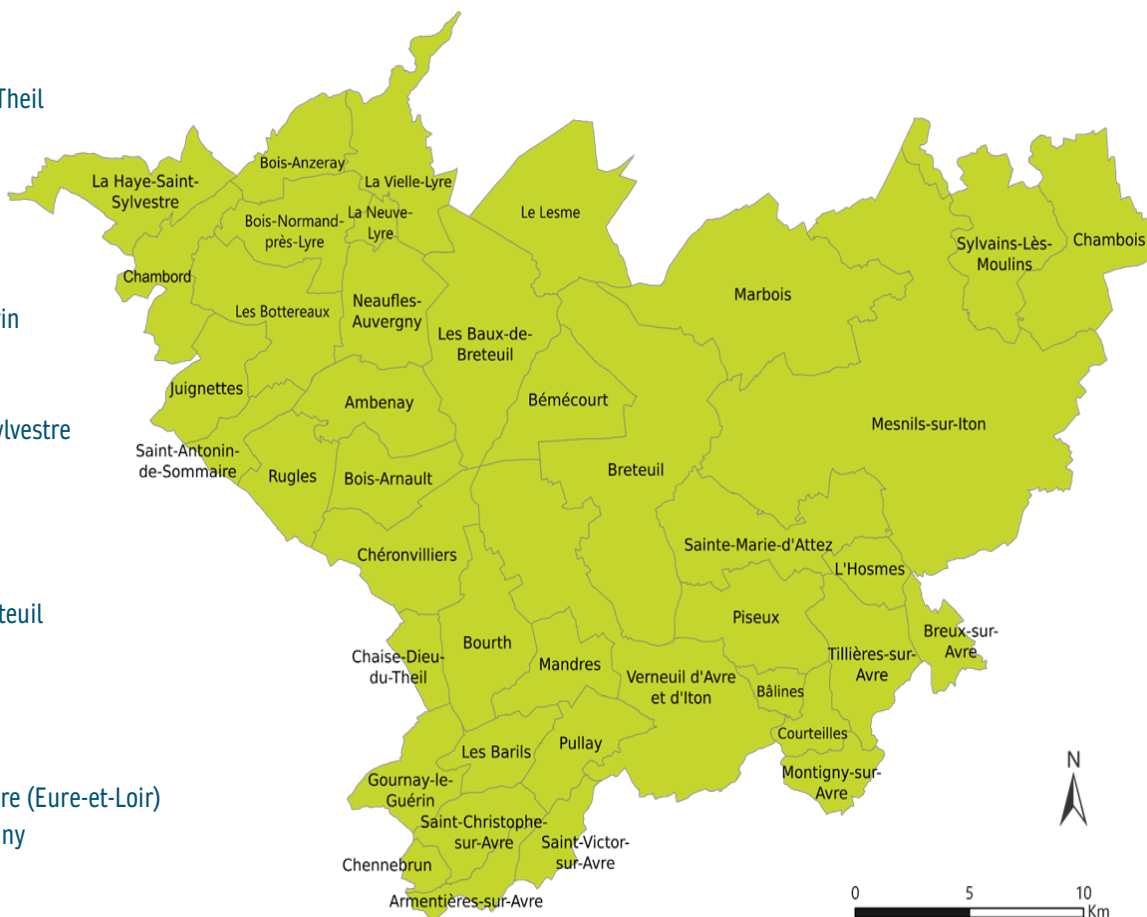 Theil
in
ylvestre
teuil
re (Eure-et-Loir)
ny
Bois-Anzeray
La Haye-Saint-
Sylvestre
La Vielle-Lyre
Le Lesme
Bois-Normand-
près-Lyre
La Neuve-
Lyre
Chambord
Sylvains-Lès-
Moulins
Chambois
Marbois
Les Bottereaux
Neaufles-
Auvergny
Les Baux-de-
Breteuil
Juignettes
Ambenay
Bémécourt
Mesnils-sur-Iton
Saint-Antonin-
de-Sommaire
Rugles
Bois-Arnault
Breteuil
Chéronvilliers
Sainte-Marie-d'Attez
L'Hosmes
Piseux
Breux-sur-
Avre
Chaise-Dieu-
du-Theil
Bourth
Mandres
Verneuil d'Avre
et d'Iton
Tillières-sur-
Avre
Bâlines
Courteilles
Les Barils
Pullay
Montigny-sur-
Avre
Gournay-le-
Guérin
Saint-Christophe-
sur-Avre
Saint-Victor-
sur-Avre
Chennebrun
Armentières-sur-Avre
N
0 5 10
Km